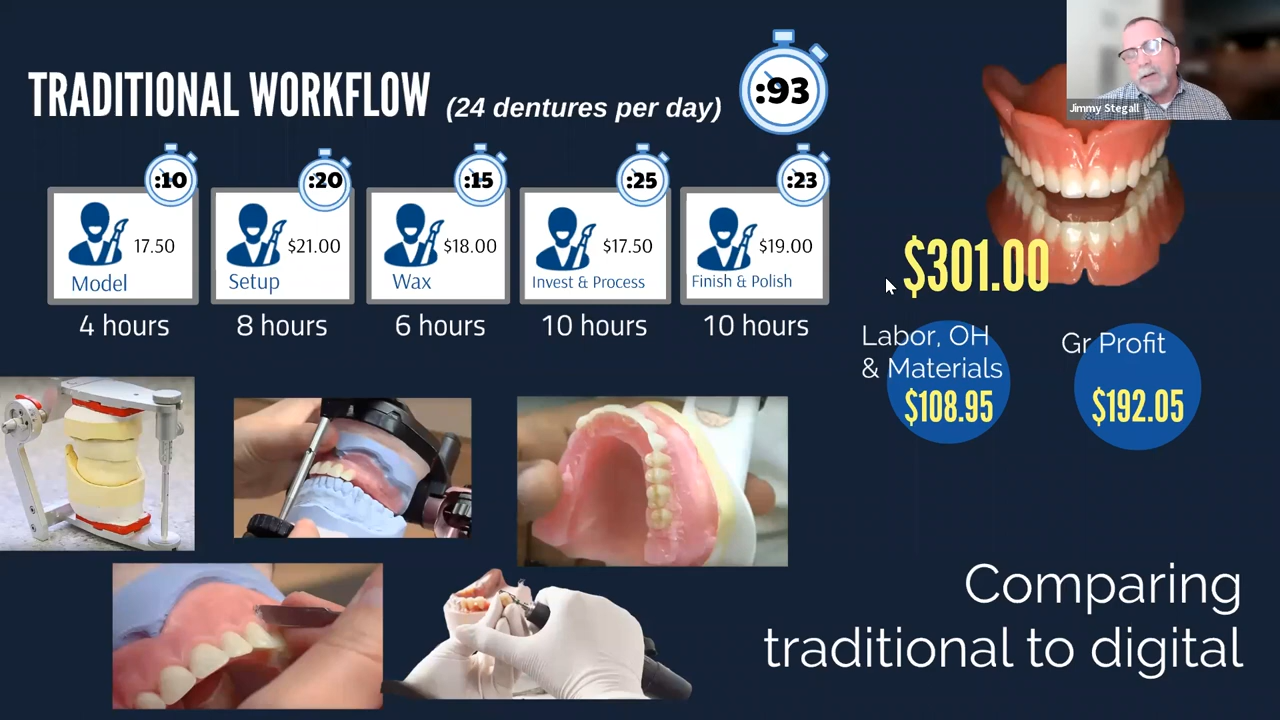 TRADITIONAL WORKFLOW (24 dentures per day) :93
Jimmy Stegall
:10 :20 :15 :25 :23
17.50 $21.00 $18.00 $17.50 $19.00
Model Setup Wax Invest & Process Finish & Polish
4 hours 8 hours 6 hours 10 hours 10 hours
$301.00
Labor, OH
& Materials
$108.95
Gr Profit
$192.05
Comparing
traditional to digital